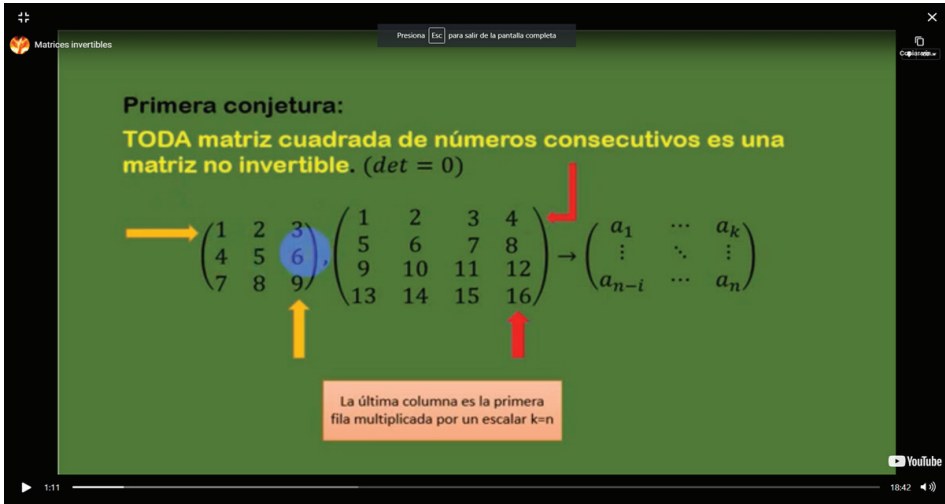 Presiona Esc para salir de la pantalla completa
Matrices invertibles
Primera conjetura:
TODA matriz cuadrada de números consecutivos es una
matriz no invertible. (det = 0)
1 2 3
4 5 6
7 8 9
,
1 2 3 4
5 6 7 8
9 10 11 12
13 14 15 16
→
a₁ ⋯ aₖ
⋮ ⋱ ⋮
aₙ₋ᵢ ⋯ aₙ
La última columna es la primera
fila multiplicada por un escalar k=n
YouTube
1:11
18:42